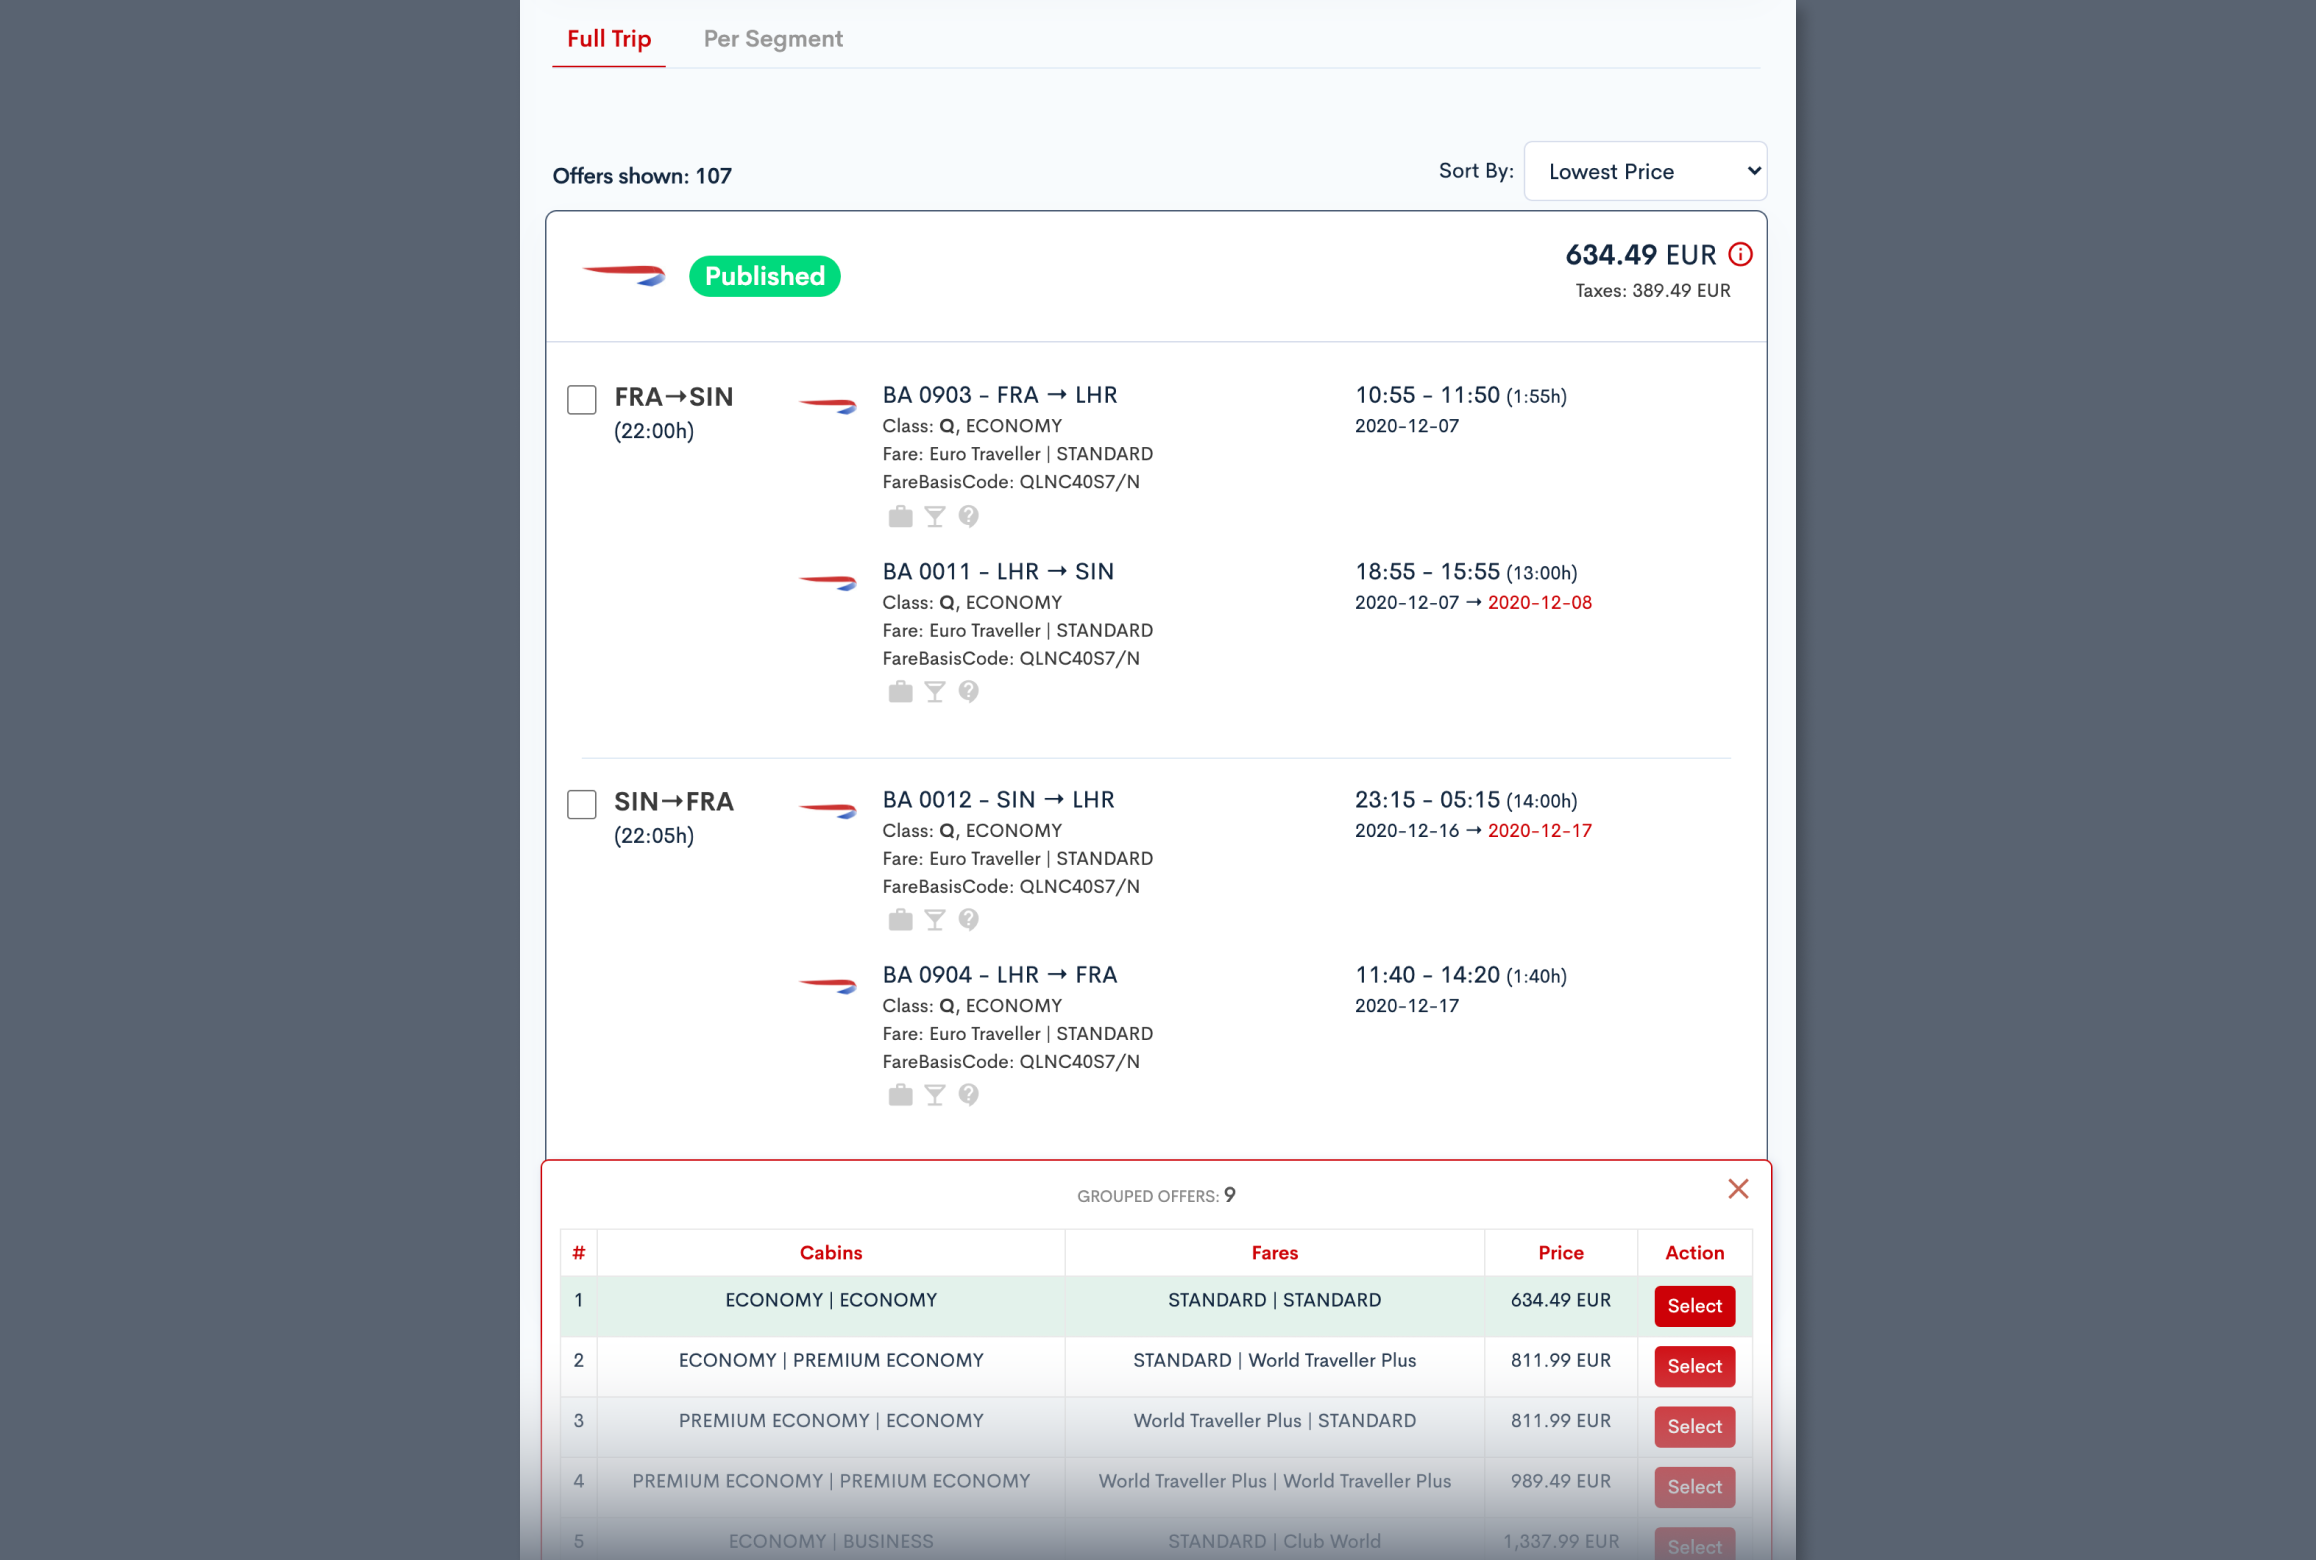 Full Trip Per Segment
Offers shown: 107
Sort By: Lowest Price
Published
634.49 EUR
Taxes: 389.49 EUR
FRA→SIN
(22:00h)
BA 0903 - FRA → LHR
Class: Q, ECONOMY
Fare: Euro Traveller | STANDARD
FareBasisCode: QLNC40S7/N
10:55 - 11:50 (1:55h)
2020-12-07
BA 0011 - LHR → SIN
Class: Q, ECONOMY
Fare: Euro Traveller | STANDARD
FareBasisCode: QLNC40S7/N
18:55 - 15:55 (13:00h)
2020-12-07 → 2020-12-08
SIN→FRA
(22:05h)
BA 0012 - SIN → LHR
Class: Q, ECONOMY
Fare: Euro Traveller | STANDARD
FareBasisCode: QLNC40S7/N
23:15 - 05:15 (14:00h)
2020-12-16 → 2020-12-17
BA 0904 - LHR → FRA
Class: Q, ECONOMY
Fare: Euro Traveller | STANDARD
FareBasisCode: QLNC40S7/N
11:40 - 14:20 (1:40h)
2020-12-17
GROUPED OFFERS: 9
# Cabins Fares Price Action
1 ECONOMY | ECONOMY STANDARD | STANDARD 634.49 EUR Select
2 ECONOMY | PREMIUM ECONOMY STANDARD | World Traveller Plus 811.99 EUR Select
3 PREMIUM ECONOMY | ECONOMY World Traveller Plus | STANDARD 811.99 EUR Select
4 PREMIUM ECONOMY | PREMIUM ECONOMY World Traveller Plus | World Traveller Plus 989.49 EUR Select
5 ECONOMY | BUSINESS STANDARD | Club World 1,337.99 EUR Select